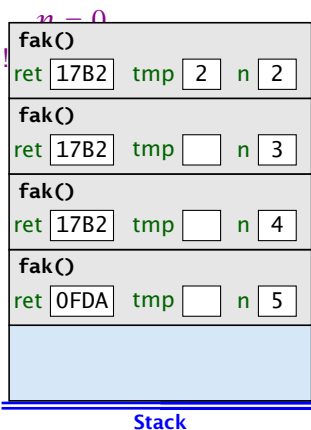 n = 0
!
fak()
ret 17B2 tmp 2 n 2
fak()
ret 17B2 tmp n 3
fak()
ret 17B2 tmp n 4
fak()
ret 0FDA tmp n 5
Stack